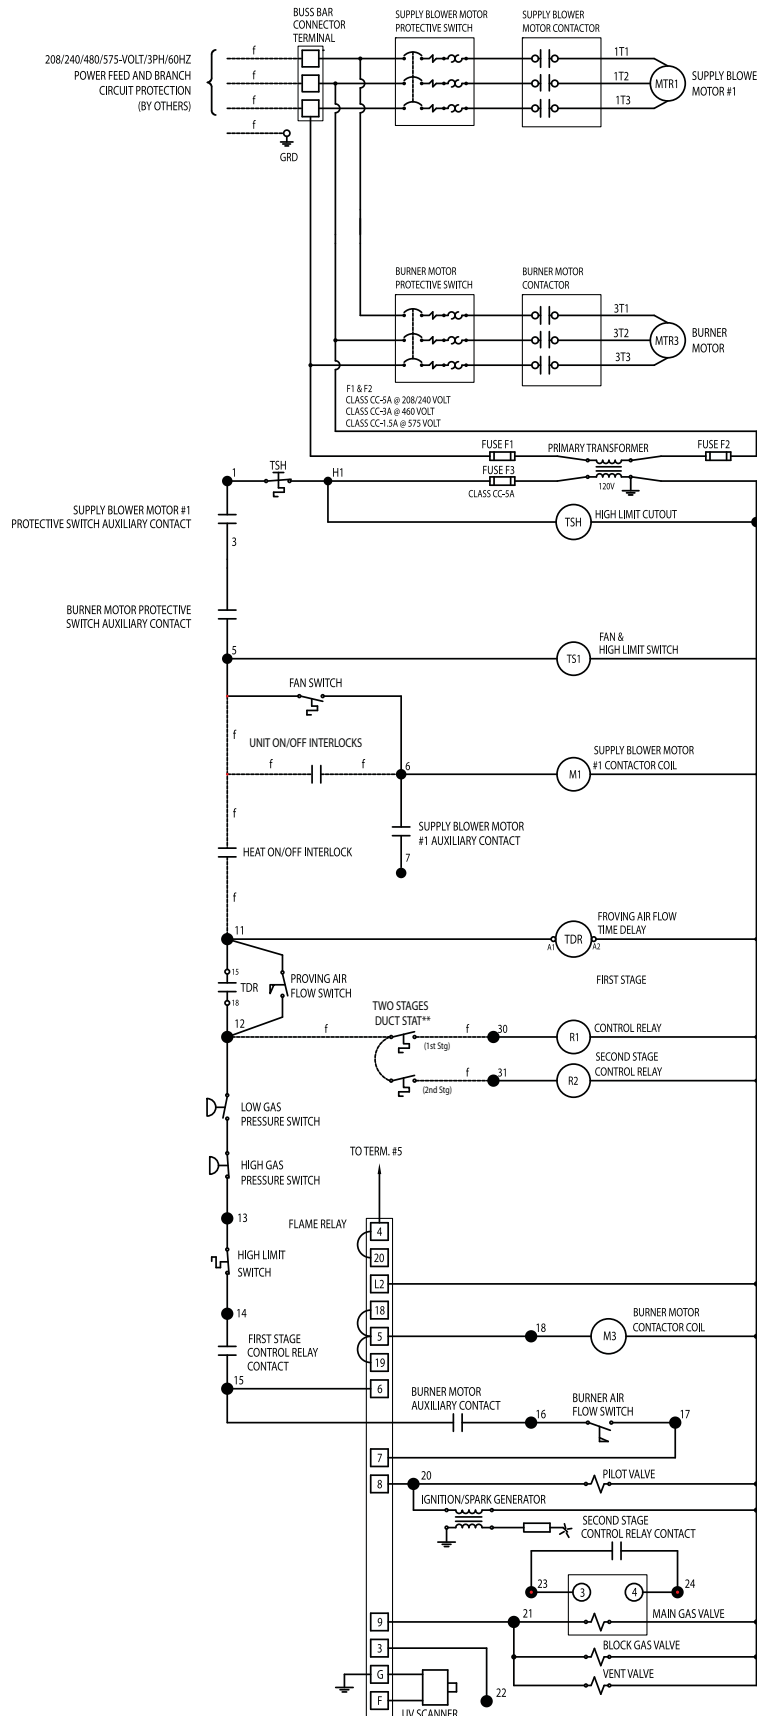 BUSS BAR
CONNECTOR
TERMINAL
SUPPLY BLOWER MOTOR
PROTECTIVE SWITCH
SUPPLY BLOWER
MOTOR CONTACTOR
208/240/480/575-VOLT/3PH/60HZ
POWER FEED AND BRANCH
CIRCUIT PROTECTION
(BY OTHERS)
f
f
f
f
GRD
1T1
1T2
1T3
MTR1
SUPPLY BLOWE
MOTOR #1
BURNER MOTOR
PROTECTIVE SWITCH
BURNER MOTOR
CONTACTOR
3T1
3T2
3T3
MTR3
BURNER
MOTOR
F1 & F2
CLASS CC-5A @ 208/240 VOLT
CLASS CC-3A @ 460 VOLT
CLASS CC-1.5A @ 575 VOLT
FUSE F1
PRIMARY TRANSFORMER
FUSE F2
1
TSH
H1
FUSE F3
CLASS CC-5A
120V
SUPPLY BLOWER MOTOR #1
PROTECTIVE SWITCH AUXILIARY CONTACT
3
TSH
HIGH LIMIT CUTOUT
BURNER MOTOR PROTECTIVE
SWITCH AUXILIARY CONTACT
5
TS1
FAN &
HIGH LIMIT SWITCH
FAN SWITCH
f
UNIT ON/OFF INTERLOCKS
f
f
6
M1
SUPPLY BLOWER MOTOR
#1 CONTACTOR COIL
f
SUPPLY BLOWER MOTOR
#1 AUXILIARY CONTACT
7
HEAT ON/OFF INTERLOCK
f
11
A1
TDR
A2
FROVING AIR FLOW
TIME DELAY
15
TDR
18
PROVING AIR
FLOW SWITCH
FIRST STAGE
12
f
TWO STAGES
DUCT STAT**
(1st Stg)
f
30
R1
CONTROL RELAY
(2nd Stg)
f
31
R2
SECOND STAGE
CONTROL RELAY
LOW GAS
PRESSURE SWITCH
HIGH GAS
PRESSURE SWITCH
TO TERM. #5
13
FLAME RELAY
4
20
HIGH LIMIT
SWITCH
L2
14
18
5
19
18
M3
BURNER MOTOR
CONTACTOR COIL
FIRST STAGE
CONTROL RELAY
CONTACT
15
6
BURNER MOTOR
AUXILIARY CONTACT
16
BURNER AIR
FLOW SWITCH
17
7
8
20
PILOT VALVE
IGNITION/SPARK GENERATOR
SECOND STAGE
CONTROL RELAY CONTACT
23
3
4
24
9
21
MAIN GAS VALVE
3
BLOCK GAS VALVE
G
VENT VALVE
22
F
UV SCANNER